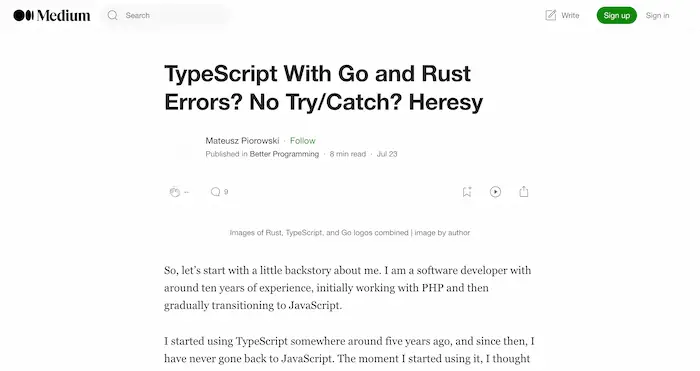 Medium
Search
Write
Sign up
Sign in
TypeScript With Go and Rust
Errors? No Try/Catch? Heresy
Mateusz Piorowski · Follow
Published in Better Programming · 8 min read · Jul 23
--
9
Images of Rust, TypeScript, and Go logos combined | image by author
So, let’s start with a little backstory about me. I am a software developer with
around ten years of experience, initially working with PHP and then
gradually transitioning to JavaScript.
I started using TypeScript somewhere around five years ago, and since then, I
have never gone back to JavaScript. The moment I started using it, I thought